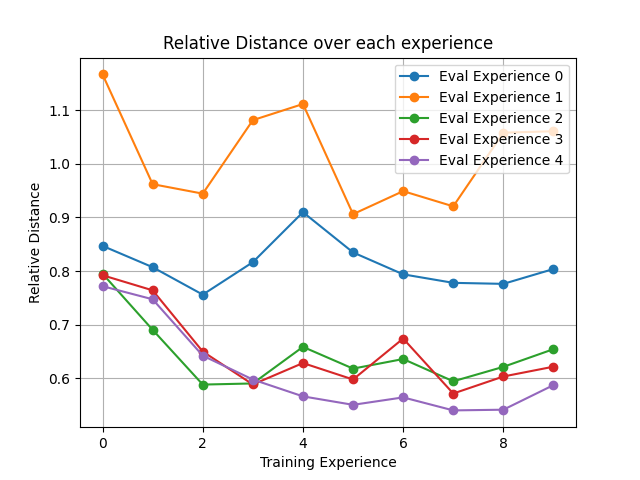 Relative Distance over each experience
Eval Experience 0
Eval Experience 1
Eval Experience 2
Eval Experience 3
Eval Experience 4
1.1
1.0
0.9
0.8
0.7
0.6
Relative Distance
0 2 4 6 8
Training Experience